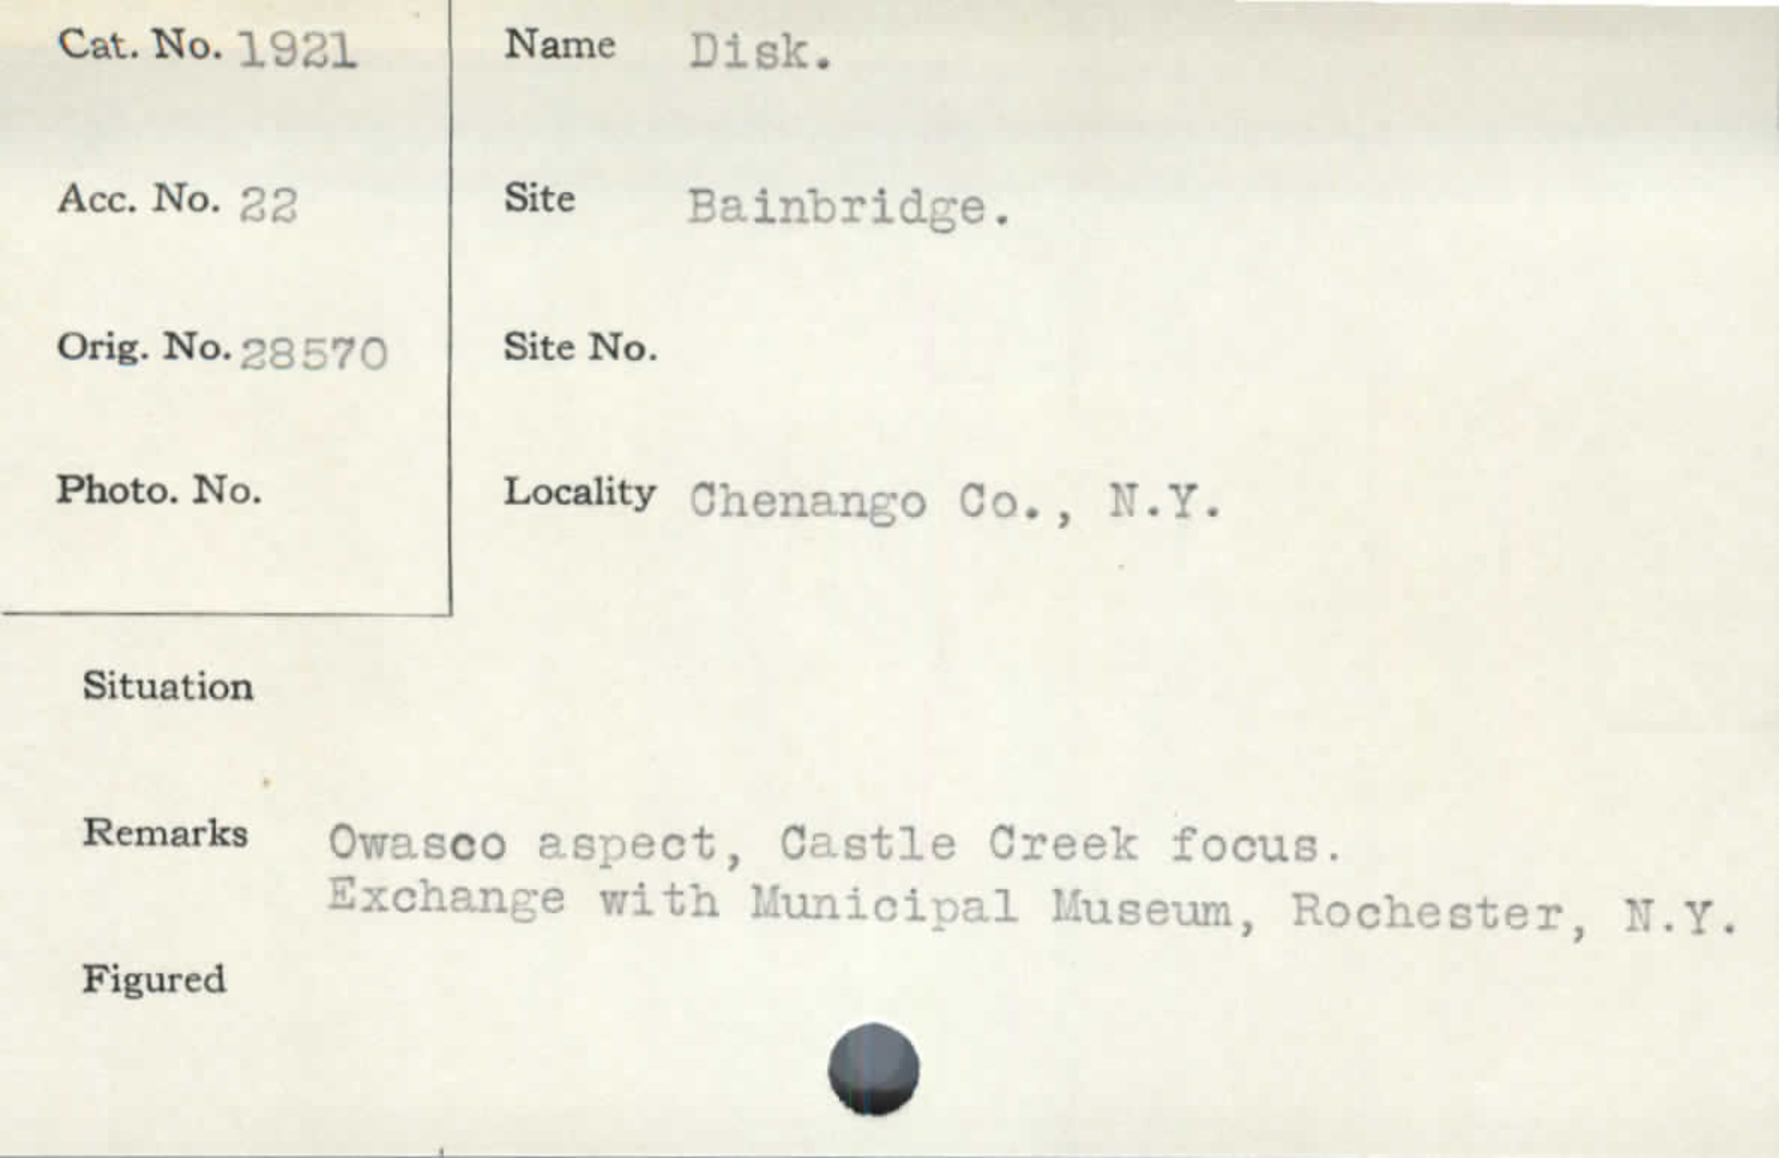 Cat. No. 1921
Name Disk.
Acc. No. 22
Site Bainbridge.
Orig. No. 28570
Site No.
Photo. No.
Locality Chenango Co., N.Y.
Situation
Remarks Owasco aspect, Castle Creek focus.
Exchange with Municipal Museum, Rochester, N.Y.
Figured